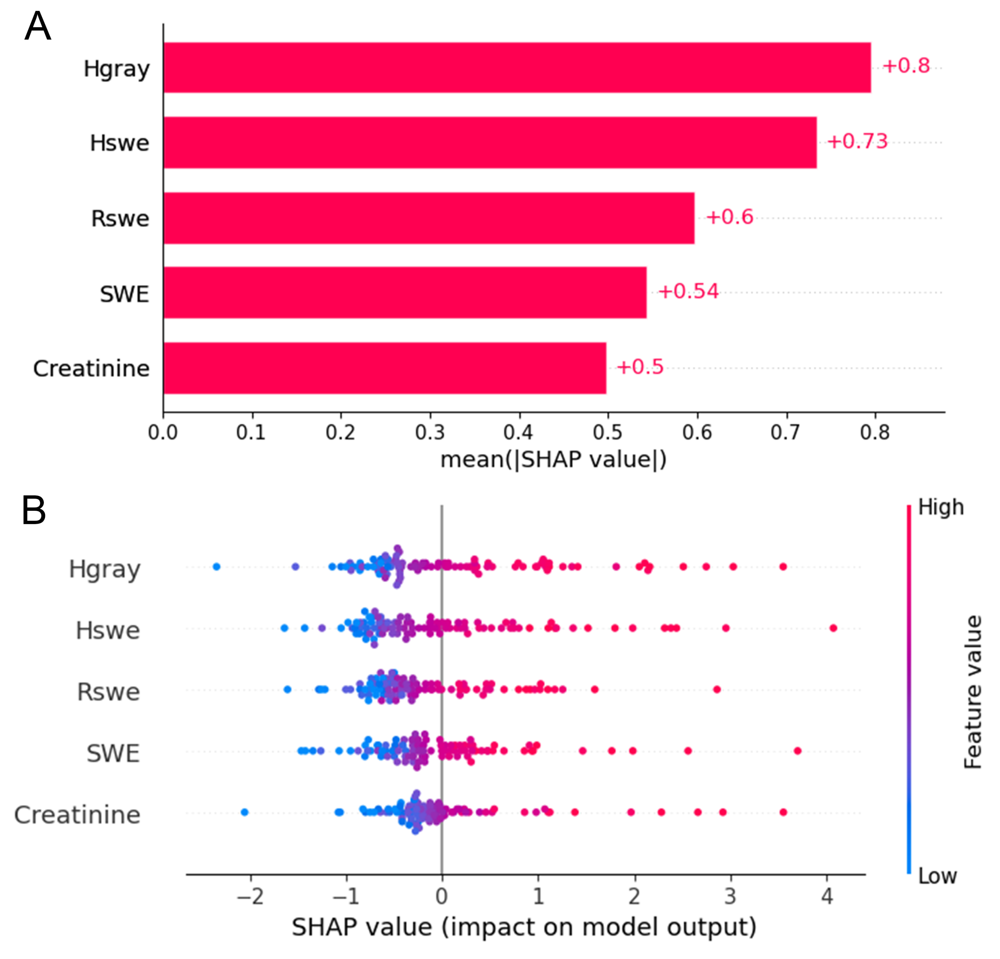 A
Hgray
+0.8
Hswe
+0.73
Rswe
+0.6
SWE
+0.54
Creatinine
+0.5
0.0 0.1 0.2 0.3 0.4 0.5 0.6 0.7 0.8
mean(|SHAP value|)
B
High
Hgray
Hswe
Rswe
SWE
Creatinine
Feature value
Low
−2 −1 0 1 2 3 4
SHAP value (impact on model output)